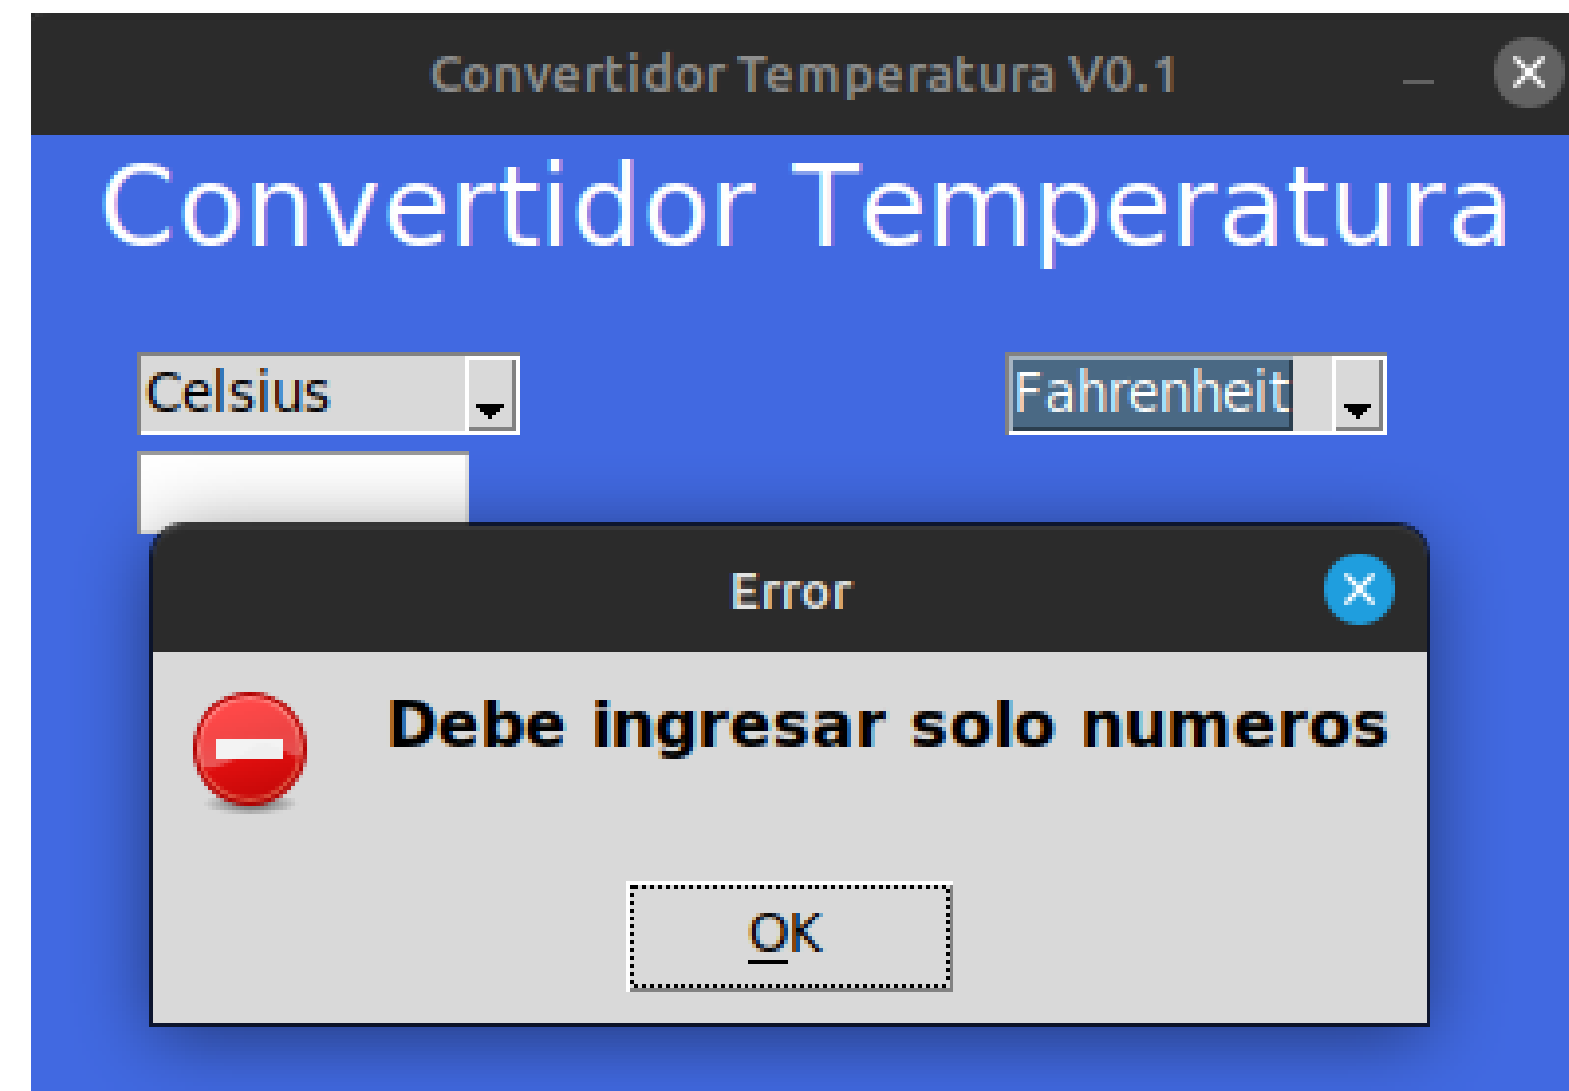 Convertidor Temperatura V0.1
Convertidor Temperatura
Celsius
Fahrenheit
Error
Debe ingresar solo numeros
OK